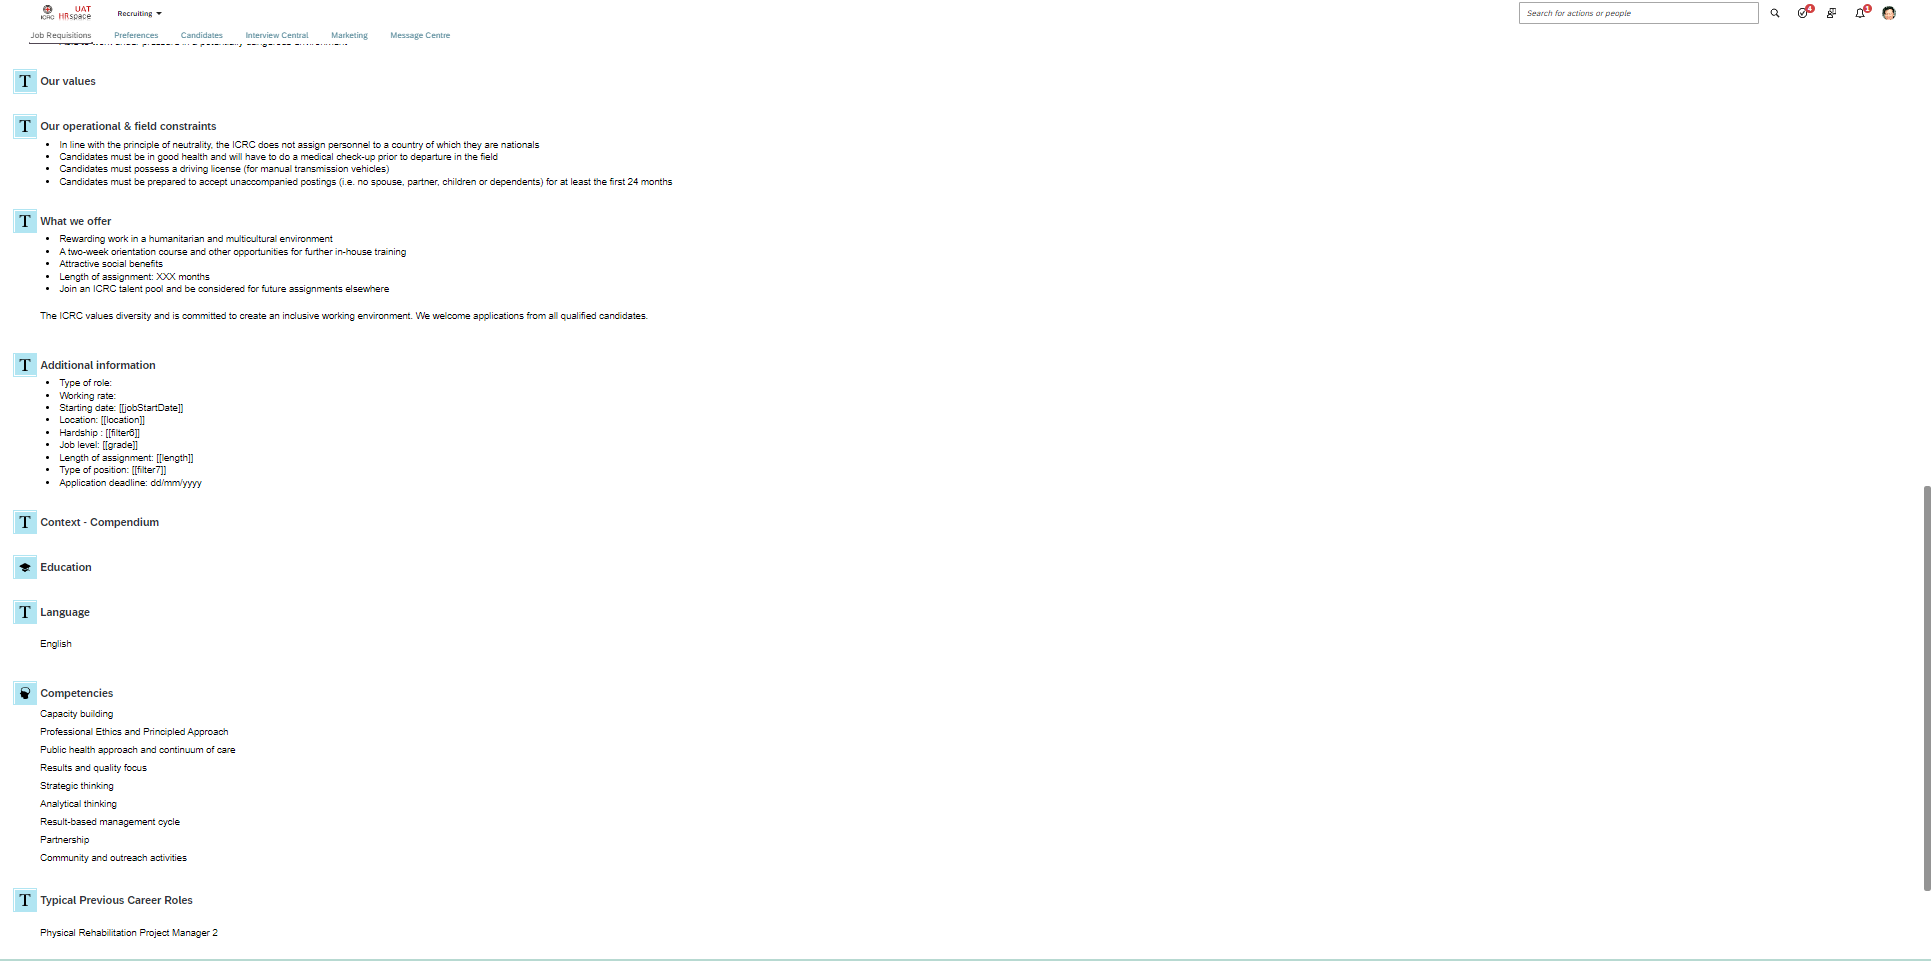 UAT
ICRC HRspace
Recruiting
Search for actions or people
4
1
Job Requisitions Preferences Candidates Interview Central Marketing Message Centre
T Our values
T Our operational & field constraints
• In line with the principle of neutrality, the ICRC does not assign personnel to a country of which they are nationals
• Candidates must be in good health and will have to do a medical check-up prior to departure in the field
• Candidates must possess a driving license (for manual transmission vehicles)
• Candidates must be prepared to accept unaccompanied postings (i.e. no spouse, partner, children or dependents) for at least the first 24 months
T What we offer
• Rewarding work in a humanitarian and multicultural environment
• A two-week orientation course and other opportunities for further in-house training
• Attractive social benefits
• Length of assignment: XXX months
• Join an ICRC talent pool and be considered for future assignments elsewhere
The ICRC values diversity and is committed to create an inclusive working environment. We welcome applications from all qualified candidates.
T Additional information
• Type of role:
• Working rate:
• Starting date: [[jobStartDate]]
• Location: [[location]]
• Hardship : [[filter6]]
• Job level: [[grade]]
• Length of assignment: [[length]]
• Type of position: [[filter7]]
• Application deadline: dd/mm/yyyy
T Context - Compendium
Education
T Language
English
Competencies
Capacity building
Professional Ethics and Principled Approach
Public health approach and continuum of care
Results and quality focus
Strategic thinking
Analytical thinking
Result-based management cycle
Partnership
Community and outreach activities
T Typical Previous Career Roles
Physical Rehabilitation Project Manager 2